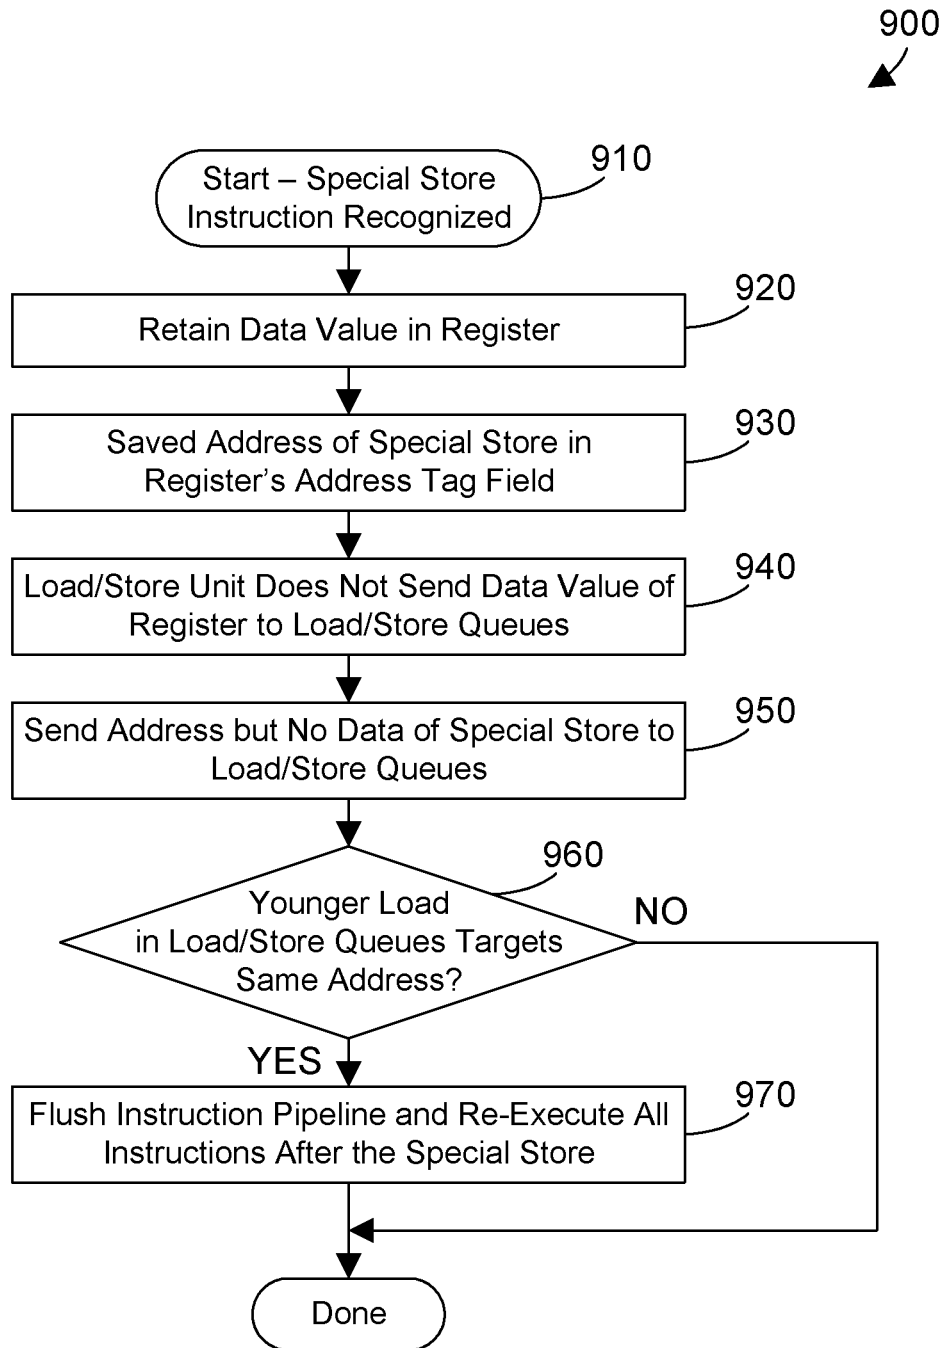 900
910
Start – Special Store
Instruction Recognized
920
Retain Data Value in Register
930
Saved Address of Special Store in
Register’s Address Tag Field
940
Load/Store Unit Does Not Send Data Value of
Register to Load/Store Queues
950
Send Address but No Data of Special Store to
Load/Store Queues
960
Younger Load
in Load/Store Queues Targets
Same Address?
NO
YES
970
Flush Instruction Pipeline and Re-Execute All
Instructions After the Special Store
Done